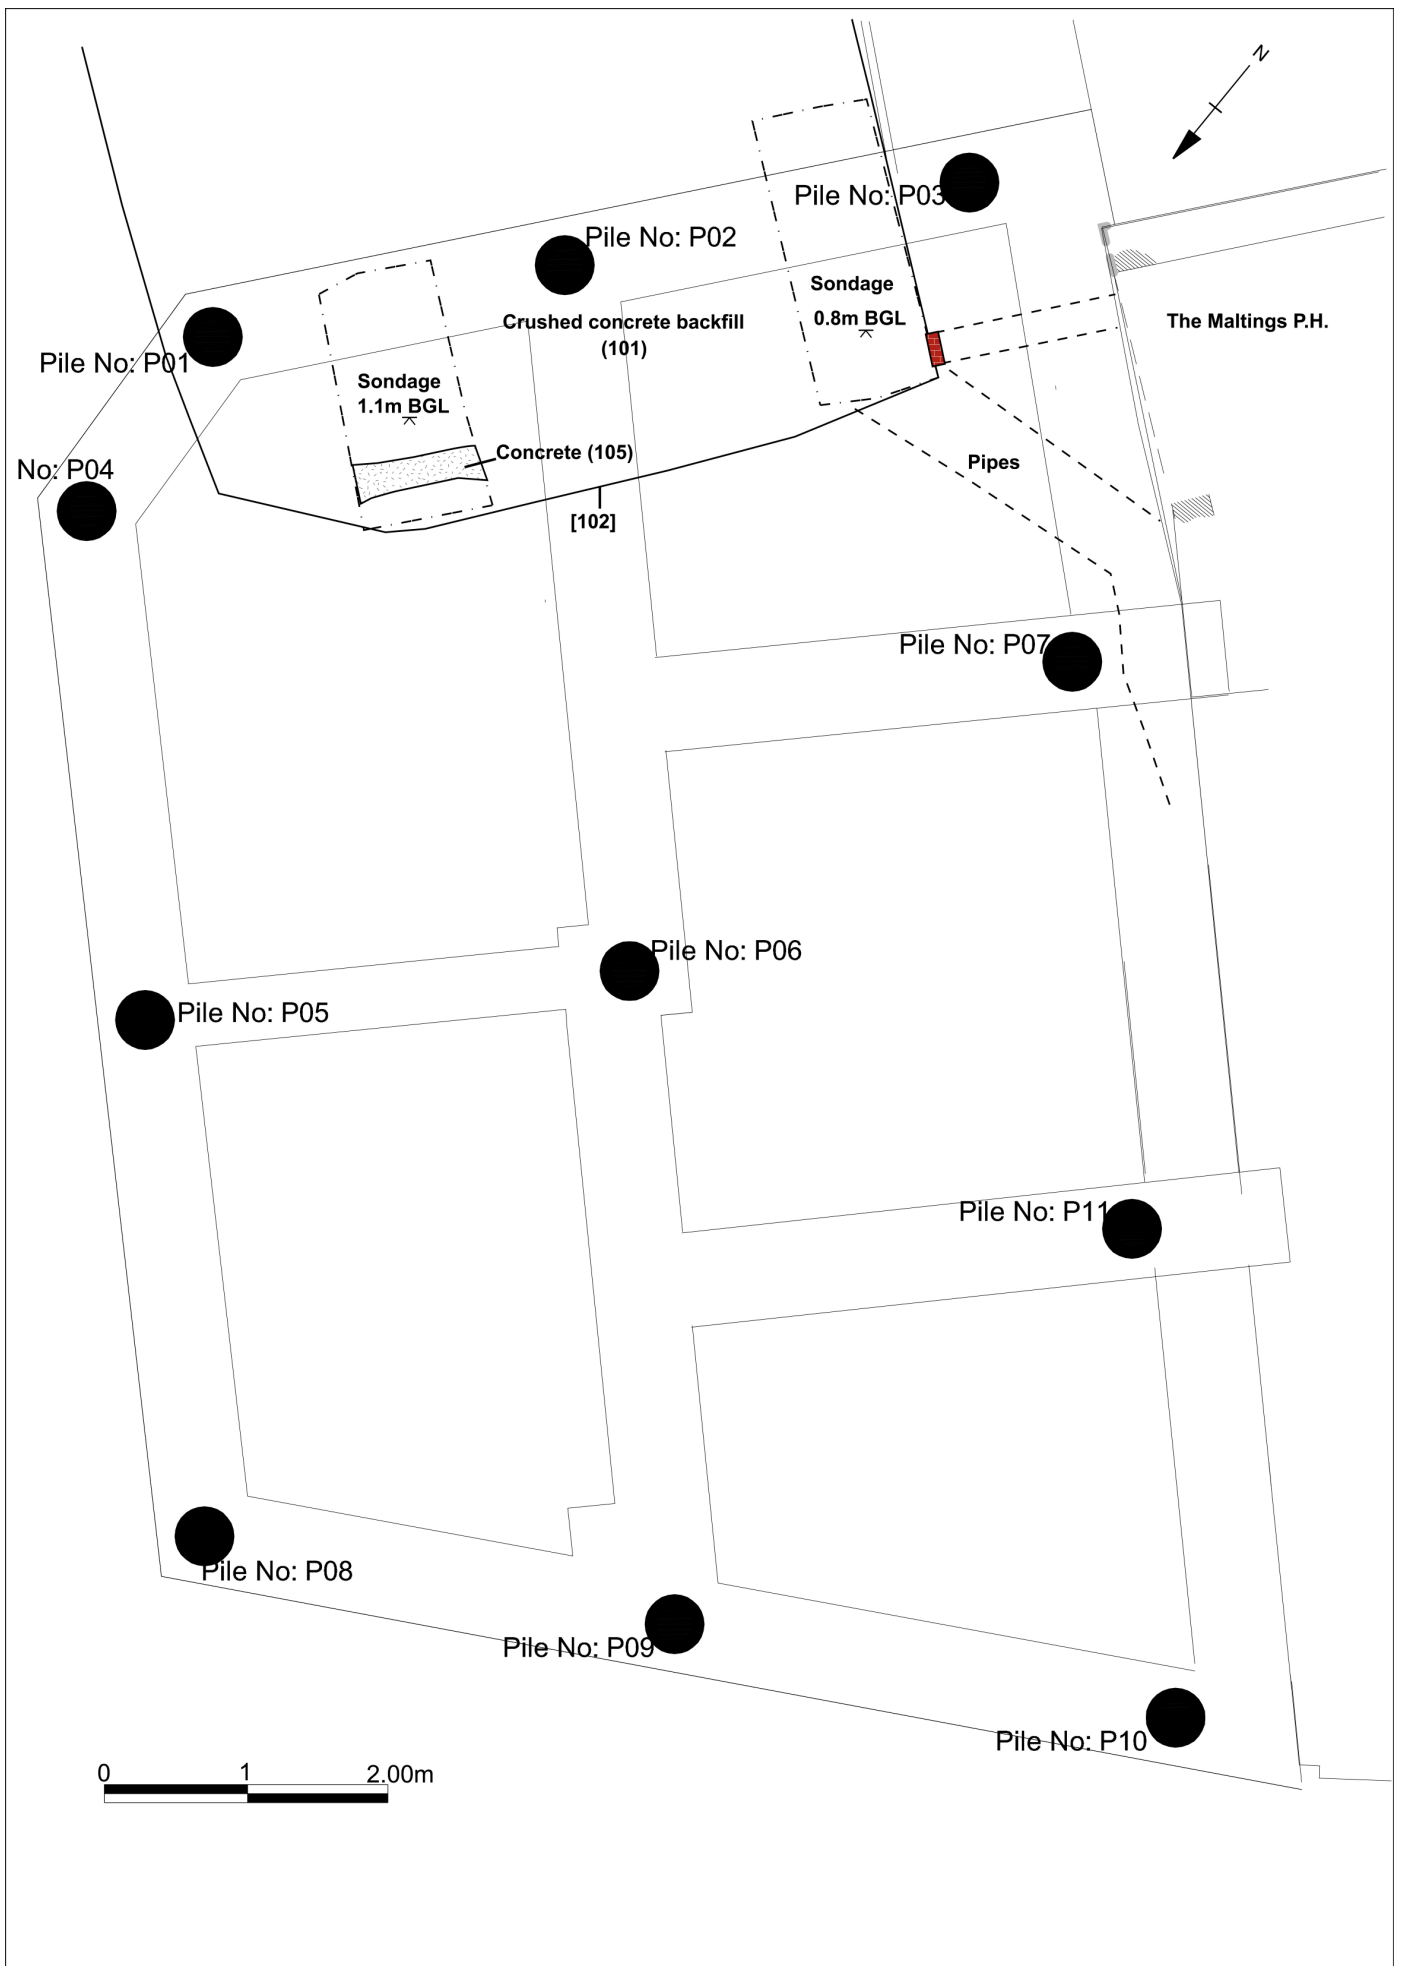 N
Pile No: P03
Pile No: P02
Sondage
0.8m BGL
Crushed concrete backfill
(101)
The Maltings P.H.
Pile No: P01
Sondage
1.1m BGL
Concrete (105)
No: P04
Pipes
[102]
Pile No: P07
Pile No: P06
Pile No: P05
Pile No: P11
Pile No: P08
Pile No: P09
Pile No: P10
0 1 2.00m